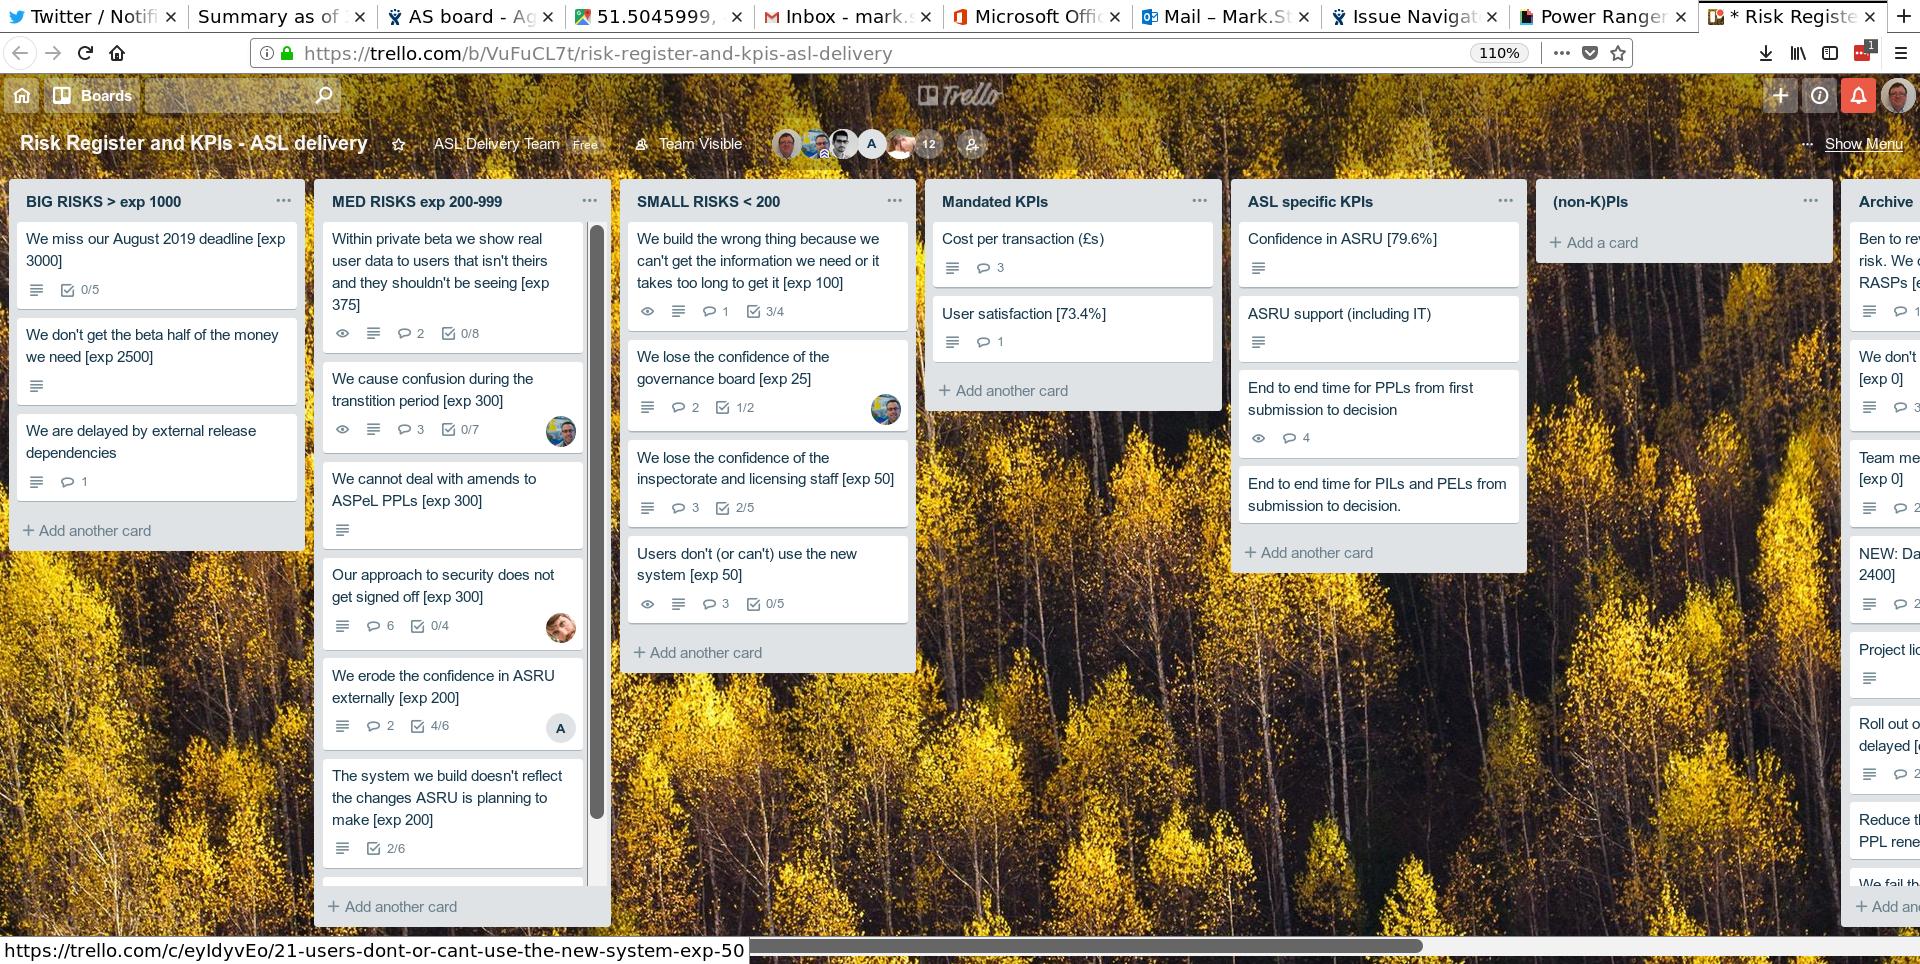 Twitter / Notifi
Summary as of
AS board - Ag
51.5045999,
Inbox - mark.s
Microsoft Offic
Mail – Mark.St
Issue Navigat
Power Ranger
* Risk Registe
https://trello.com/b/VuFuCL7t/risk-register-and-kpis-asl-delivery
110%
1
Boards
Trello
Risk Register and KPIs - ASL delivery
ASL Delivery Team Free
Team Visible
A
12
Show Menu
BIG RISKS > exp 1000
We miss our August 2019 deadline [exp
3000]
0/5
We don't get the beta half of the money
we need [exp 2500]
We are delayed by external release
dependencies
1
+ Add another card
MED RISKS exp 200-999
Within private beta we show real
user data to users that isn't theirs
and they shouldn't be seeing [exp
375]
2 0/8
We cause confusion during the
transtition period [exp 300]
3 0/7
We cannot deal with amends to
ASPeL PPLs [exp 300]
Our approach to security does not
get signed off [exp 300]
6 0/4
We erode the confidence in ASRU
externally [exp 200]
2 4/6
A
The system we build doesn't reflect
the changes ASRU is planning to
make [exp 200]
2/6
+ Add another card
SMALL RISKS < 200
We build the wrong thing because we
can't get the information we need or it
takes too long to get it [exp 100]
1 3/4
We lose the confidence of the
governance board [exp 25]
2 1/2
We lose the confidence of the
inspectorate and licensing staff [exp 50]
3 2/5
Users don't (or can't) use the new
system [exp 50]
3 0/5
+ Add another card
Mandated KPIs
Cost per transaction (£s)
3
User satisfaction [73.4%]
1
+ Add another card
ASL specific KPIs
Confidence in ASRU [79.6%]
ASRU support (including IT)
End to end time for PPLs from first
submission to decision
4
End to end time for PILs and PELs from
submission to decision.
+ Add another card
(non-K)PIs
+ Add a card
Archive
Ben to re
risk. We c
RASPs [e
1
We don't
[exp 0]
3
Team me
[exp 0]
2
NEW: Da
2400]
2
Project lic
Roll out o
delayed [
2
Reduce t
PPL rene
We fail th
+ Add an
https://trello.com/c/eyIdyvEo/21-users-dont-or-cant-use-the-new-system-exp-50